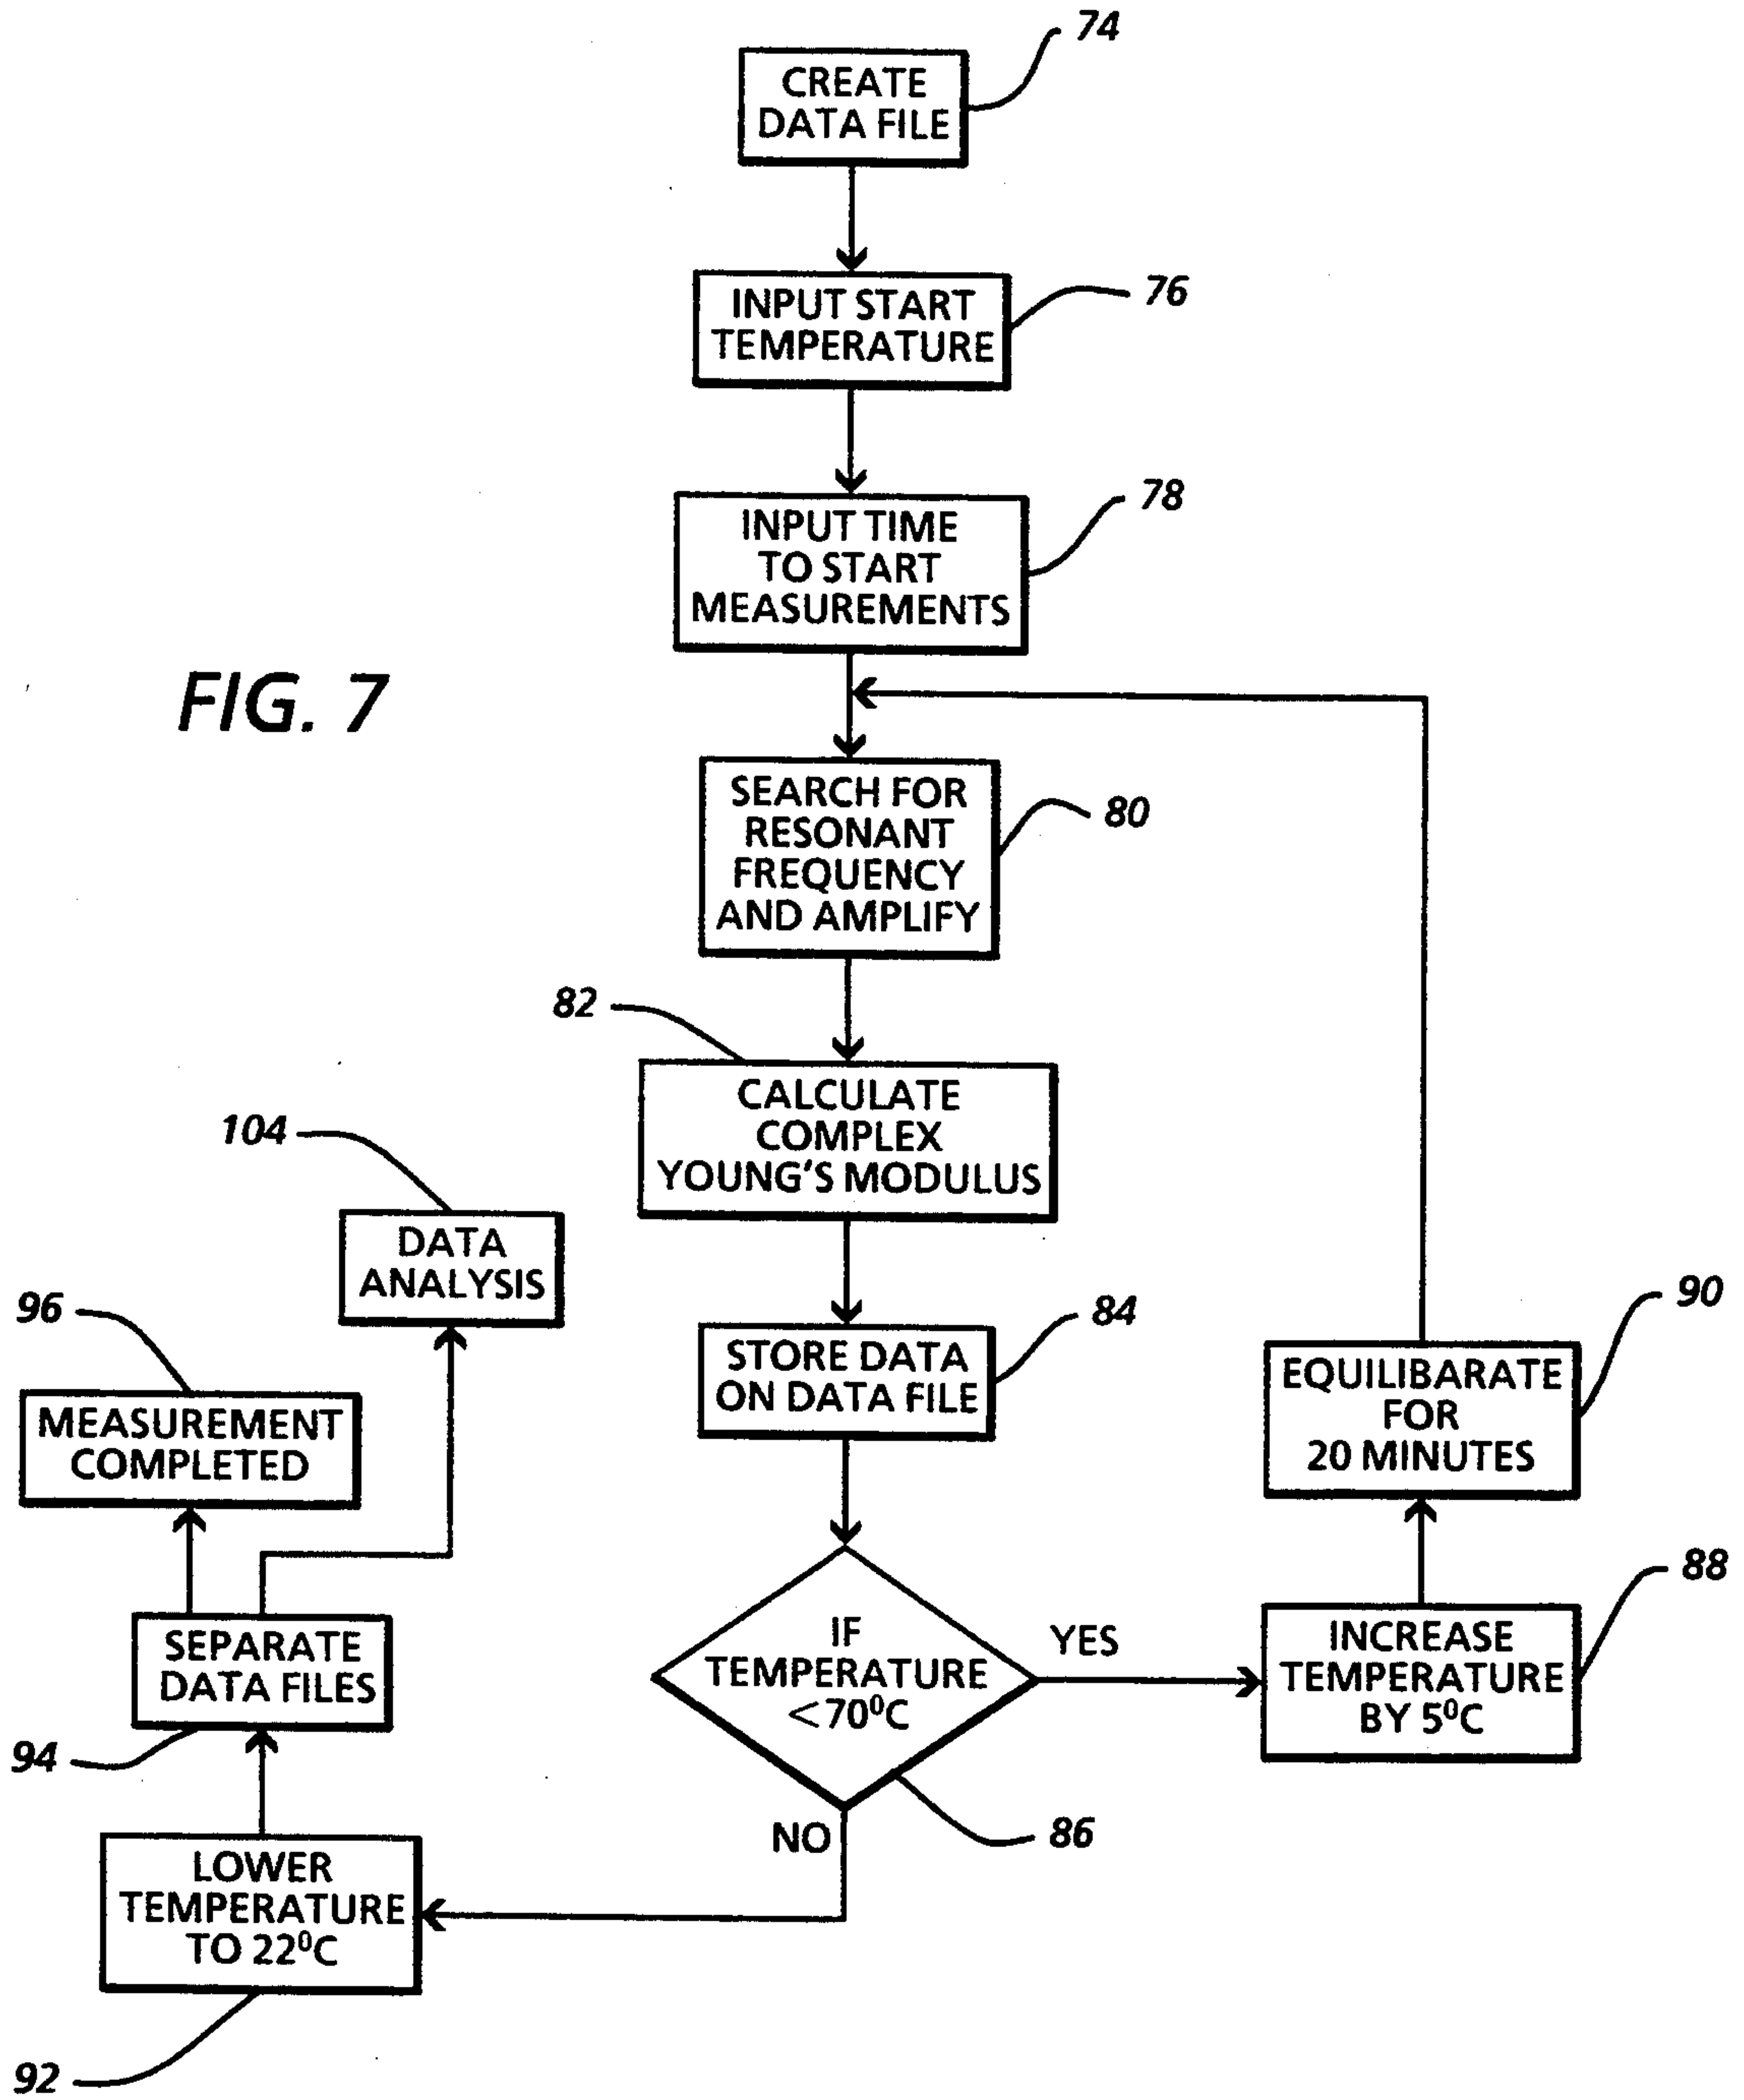 74
CREATE
DATA FILE
76
INPUT START
TEMPERATURE
78
INPUT TIME
TO START
MEASUREMENTS
FIG. 7
80
SEARCH FOR
RESONANT
FREQUENCY
AND AMPLIFY
82
CALCULATE
COMPLEX
YOUNG'S MODULUS
104
DATA
ANALYSIS
96
MEASUREMENT
COMPLETED
84
STORE DATA
ON DATA FILE
90
EQUILIBARATE
FOR
20 MINUTES
88
INCREASE
TEMPERATURE
BY 5⁰C
YES
IF
TEMPERATURE
<70⁰C
86
NO
SEPARATE
DATA FILES
94
LOWER
TEMPERATURE
TO 22⁰C
92